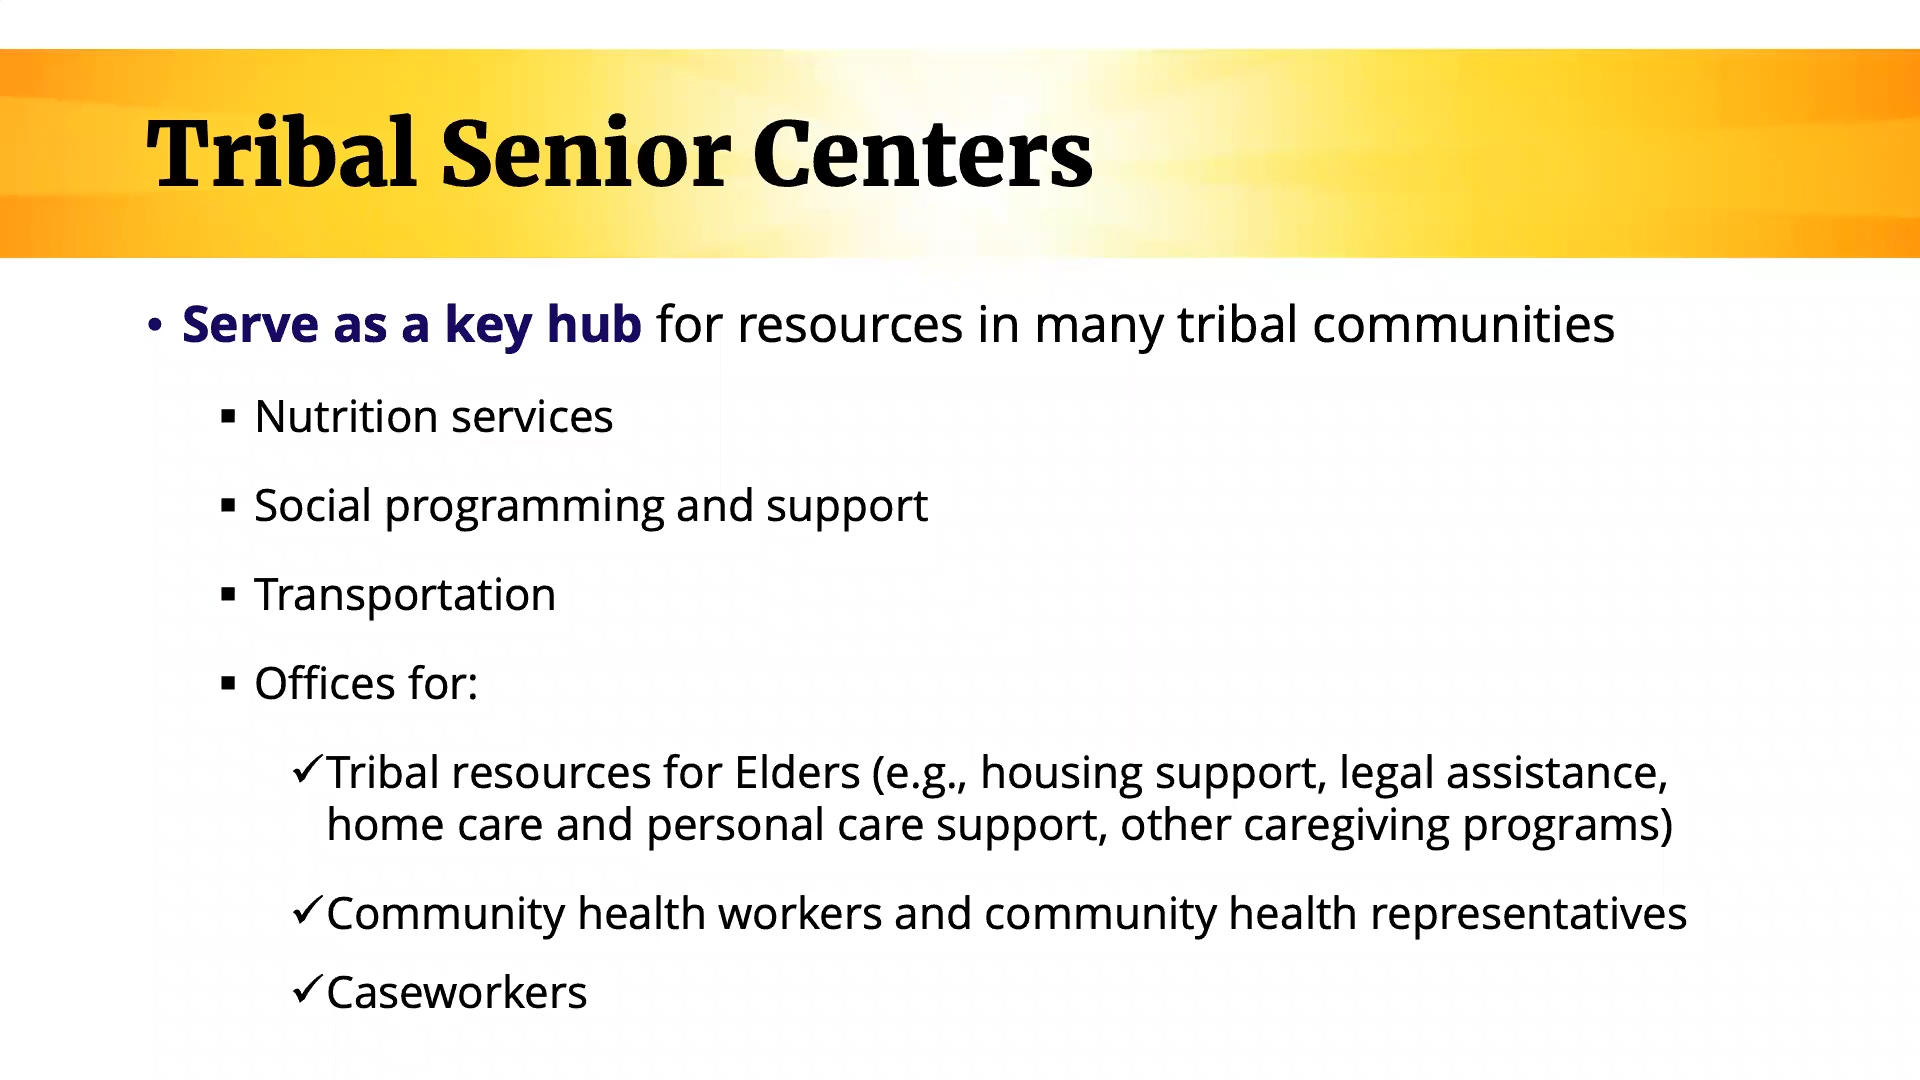 Tribal Senior Centers
• Serve as a key hub for resources in many tribal communities
▪ Nutrition services
▪ Social programming and support
▪ Transportation
▪ Offices for:
✓Tribal resources for Elders (e.g., housing support, legal assistance,
home care and personal care support, other caregiving programs)
✓Community health workers and community health representatives
✓Caseworkers